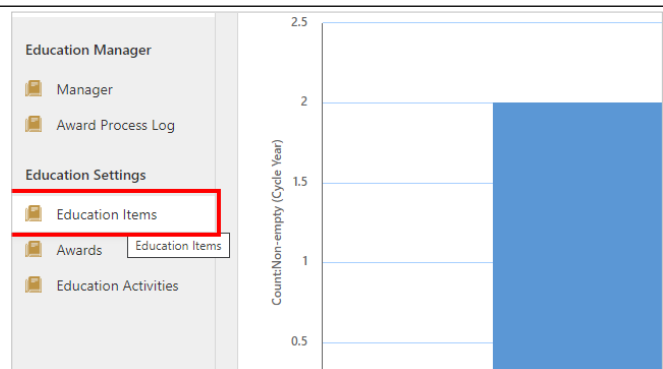 Education Manager
Manager
Award Process Log
Education Settings
Education Items
Awards
Education Items
Education Activities
2.5
2
1.5
1
0.5
Count:Non-empty (Cycle Year)